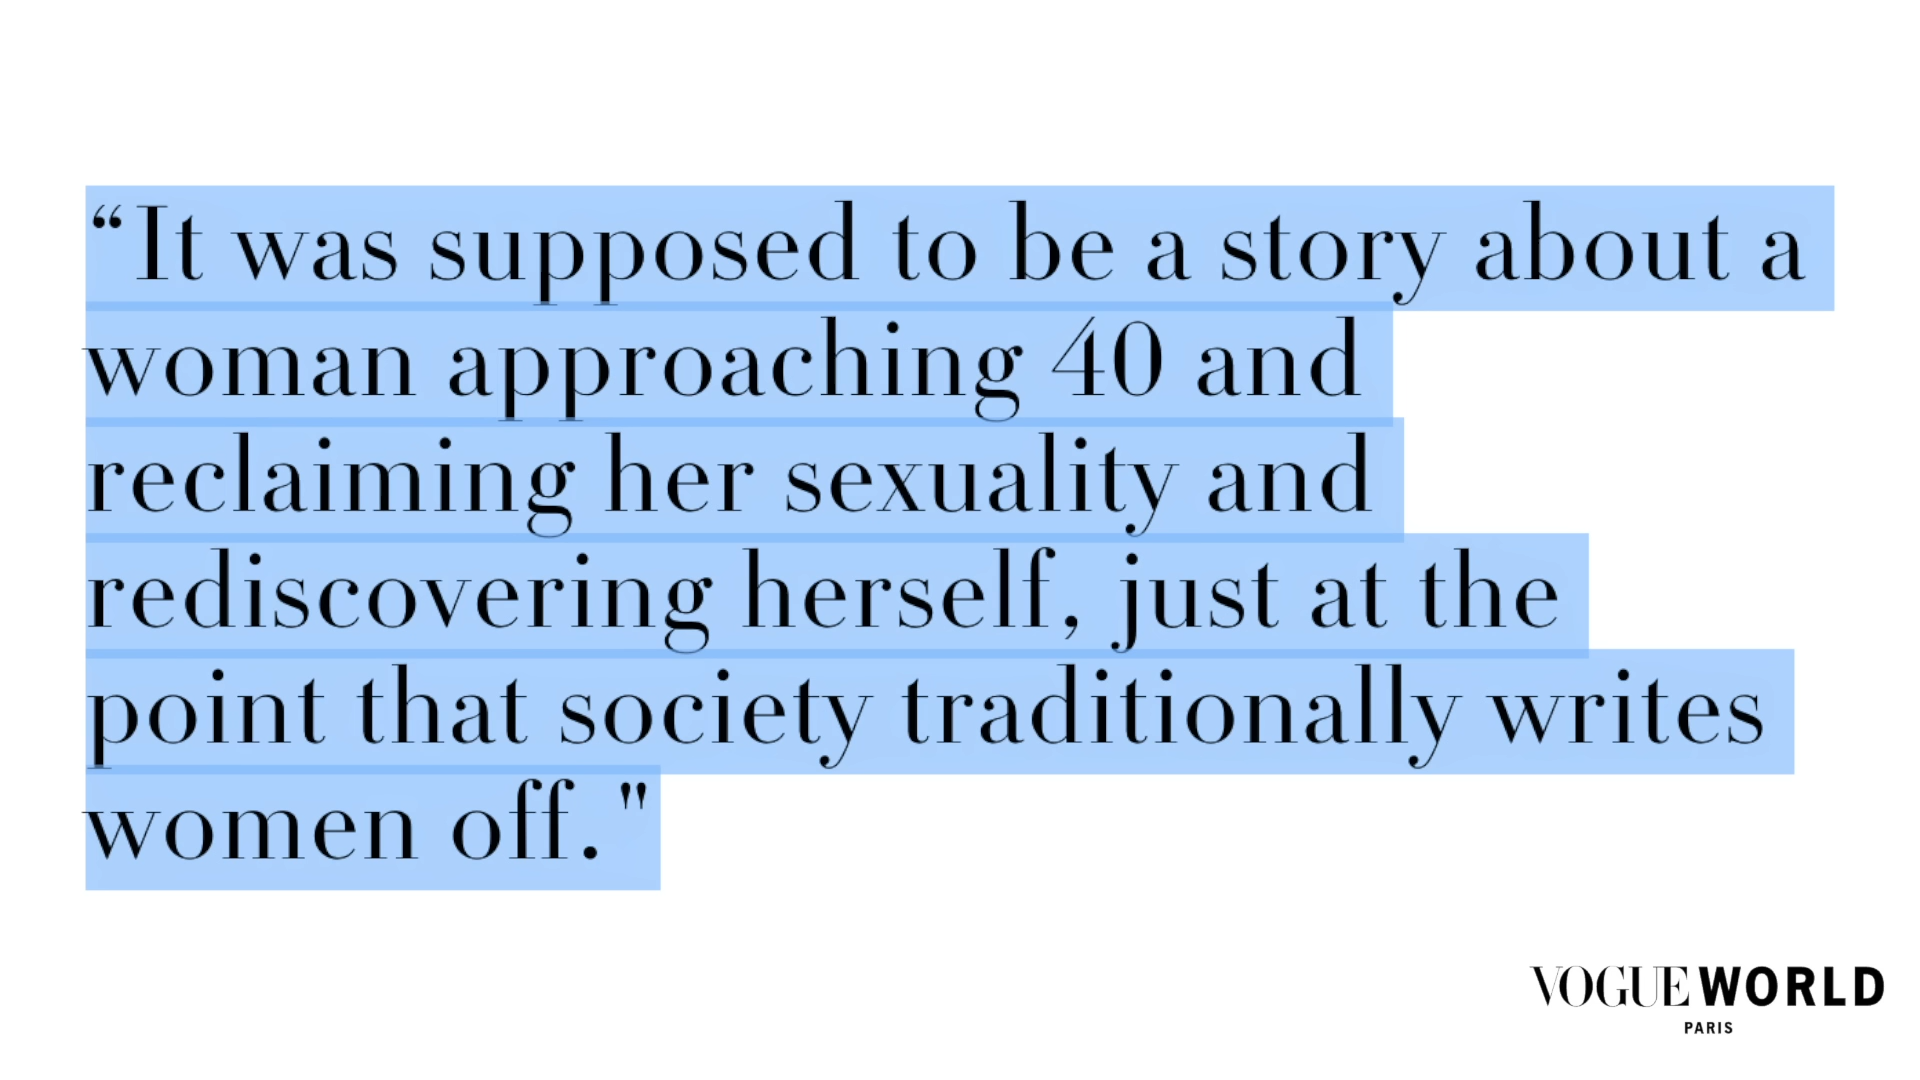 “It was supposed to be a story about a
woman approaching 40 and
reclaiming her sexuality and
rediscovering herself, just at the
point that society traditionally writes
women off."
VOGUE WORLD
PARIS